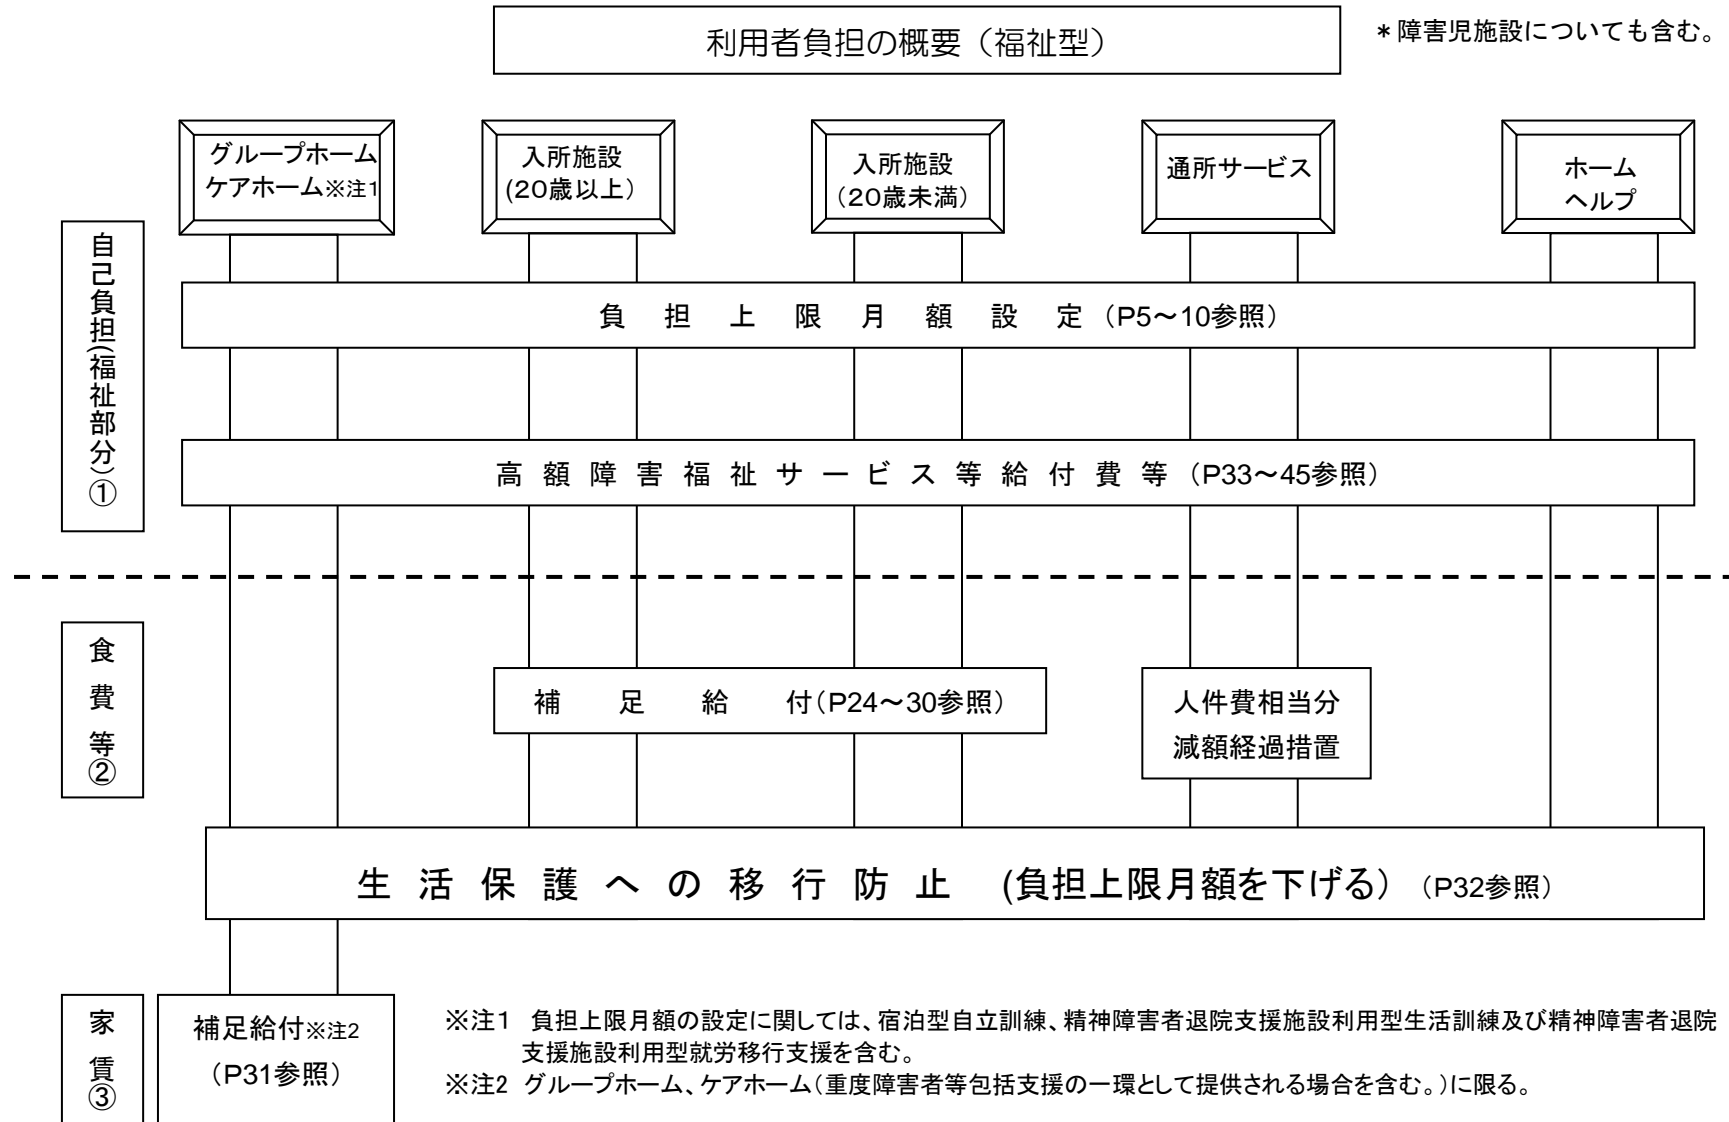 利用者負担の概要（福祉型）
＊障害児施設についても含む。
グループホーム
ケアホーム※注1
入所施設
(20歳以上）
入所施設
（20歳未満）
通所サービス
ホーム
ヘルプ
自己負担(福祉部分)①
負担上限月額設定（P5～10参照）
高額障害福祉サービス等給付費等（P33～45参照）
食費等②
補足給付(P24～30参照）
人件費相当分
減額経過措置
生活保護への移行防止 (負担上限月額を下げる）（P32参照）
家賃③
補足給付※注2
（P31参照）
※注1 負担上限月額の設定に関しては、宿泊型自立訓練、精神障害者退院支援施設利用型生活訓練及び精神障害者退院
支援施設利用型就労移行支援を含む。
※注2 グループホーム、ケアホーム（重度障害者等包括支援の一環として提供される場合を含む。）に限る。